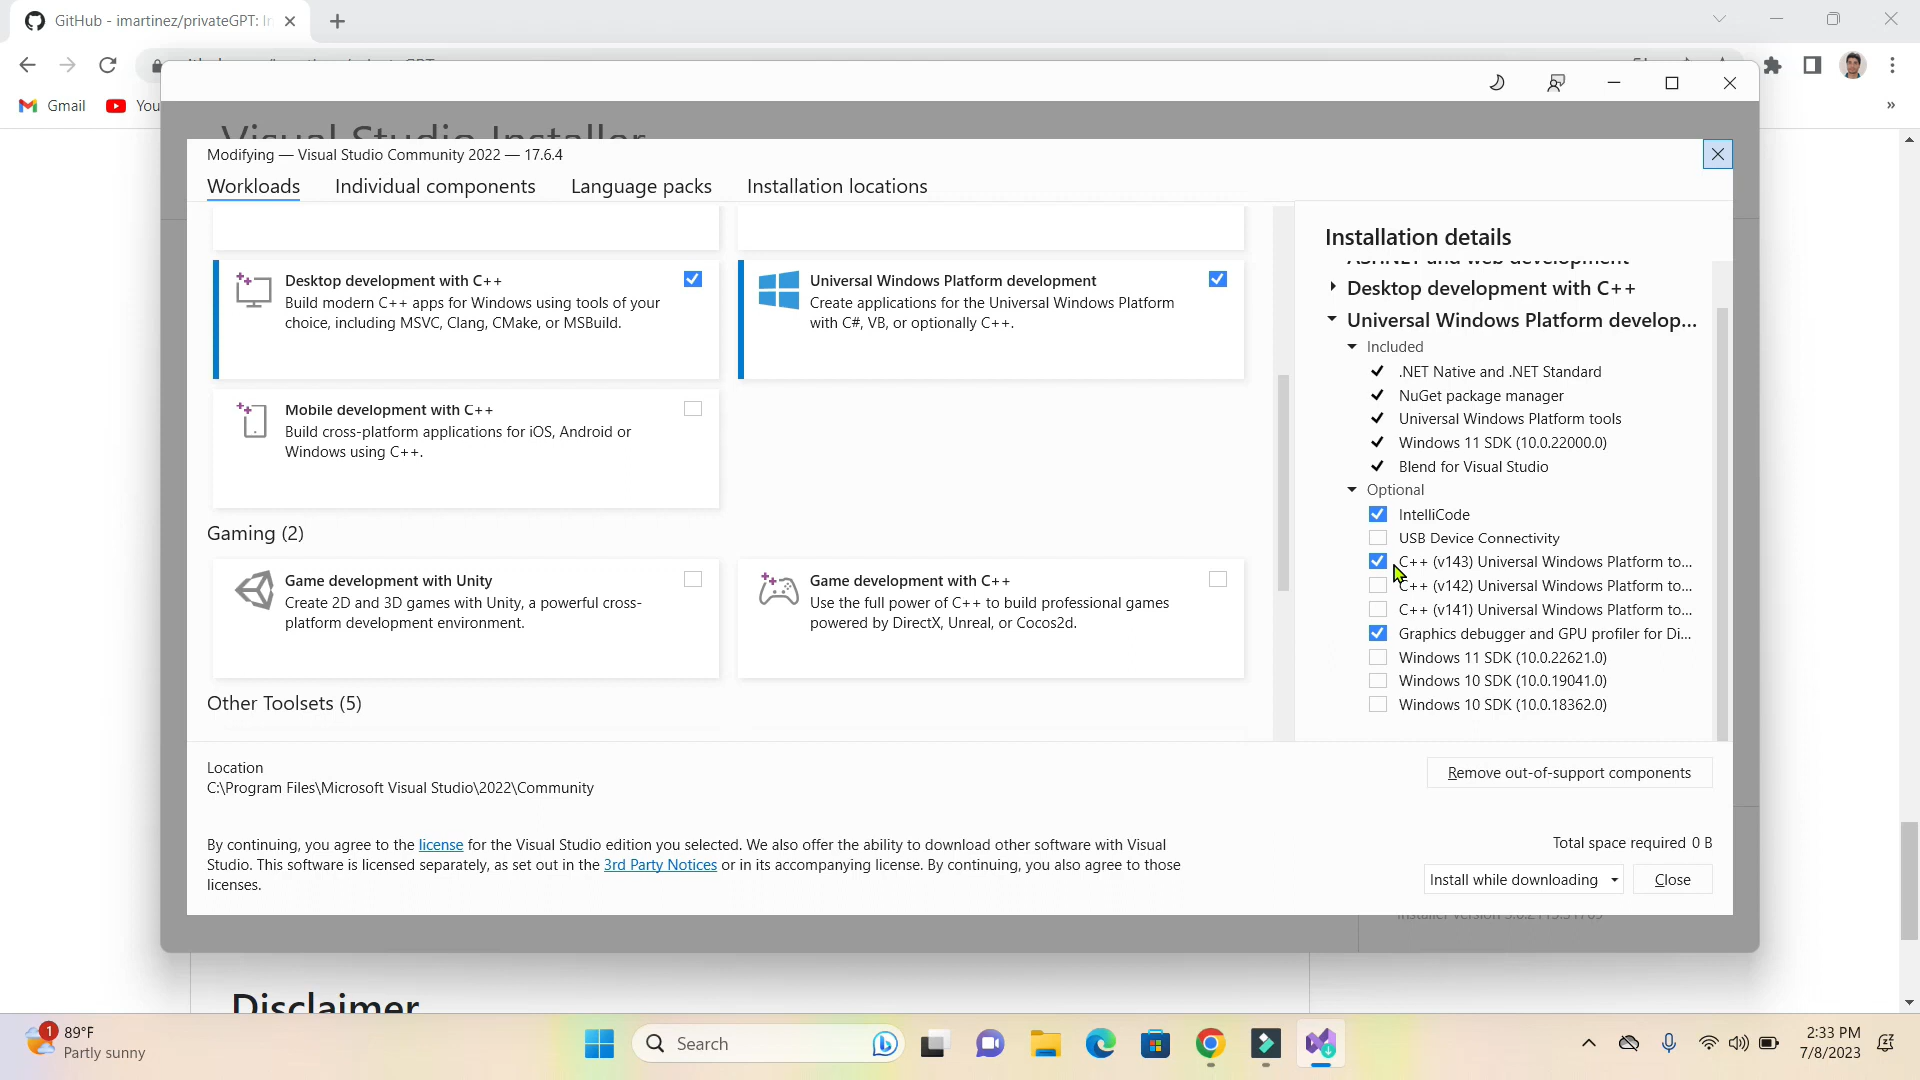 GitHub - imartinez/privateGPT: In
Gmail
You
Visual Studio Installer
Modifying — Visual Studio Community 2022 — 17.6.4
Workloads
Individual components
Language packs
Installation locations
Desktop development with C++
Build modern C++ apps for Windows using tools of your
choice, including MSVC, Clang, CMake, or MSBuild.
Universal Windows Platform development
Create applications for the Universal Windows Platform
with C#, VB, or optionally C++.
Mobile development with C++
Build cross-platform applications for iOS, Android or
Windows using C++.
Gaming (2)
Game development with Unity
Create 2D and 3D games with Unity, a powerful cross-
platform development environment.
Game development with C++
Use the full power of C++ to build professional games
powered by DirectX, Unreal, or Cocos2d.
Other Toolsets (5)
Installation details
ASP.NET and web development
Desktop development with C++
Universal Windows Platform develop...
Included
.NET Native and .NET Standard
NuGet package manager
Universal Windows Platform tools
Windows 11 SDK (10.0.22000.0)
Blend for Visual Studio
Optional
IntelliCode
USB Device Connectivity
C++ (v143) Universal Windows Platform to...
C++ (v142) Universal Windows Platform to...
C++ (v141) Universal Windows Platform to...
Graphics debugger and GPU profiler for Di...
Windows 11 SDK (10.0.22621.0)
Windows 10 SDK (10.0.19041.0)
Windows 10 SDK (10.0.18362.0)
Location
C:\Program Files\Microsoft Visual Studio\2022\Community
Remove out-of-support components
By continuing, you agree to the license for the Visual Studio edition you selected. We also offer the ability to download other software with Visual
Studio. This software is licensed separately, as set out in the 3rd Party Notices or in its accompanying license. By continuing, you also agree to those
licenses.
Total space required 0 B
Install while downloading
Close
Disclaimer
1
89°F
Partly sunny
Search
2:33 PM
7/8/2023